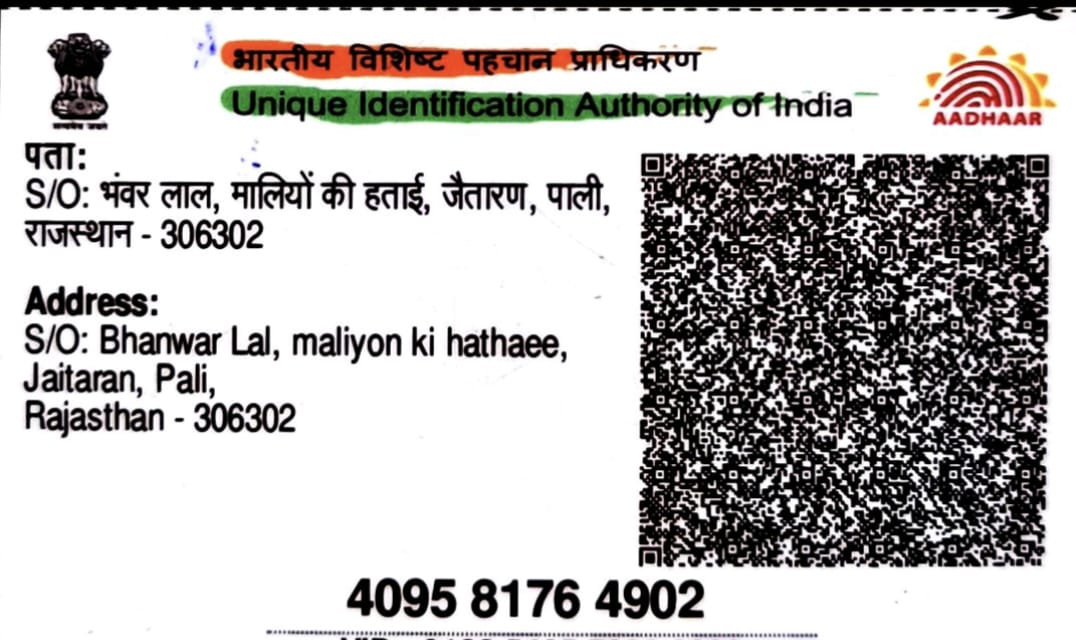 भारतीय विशिष्ट पहचान प्राधिकरण
Unique Identification Authority of India
AADHAAR
पता:
S/O: भंवर लाल, मालियों की हताई, जैतारण, पाली,
राजस्थान - 306302
Address:
S/O: Bhanwar Lal, maliyon ki hathaee,
Jaitaran, Pali,
Rajasthan - 306302
4095 8176 4902